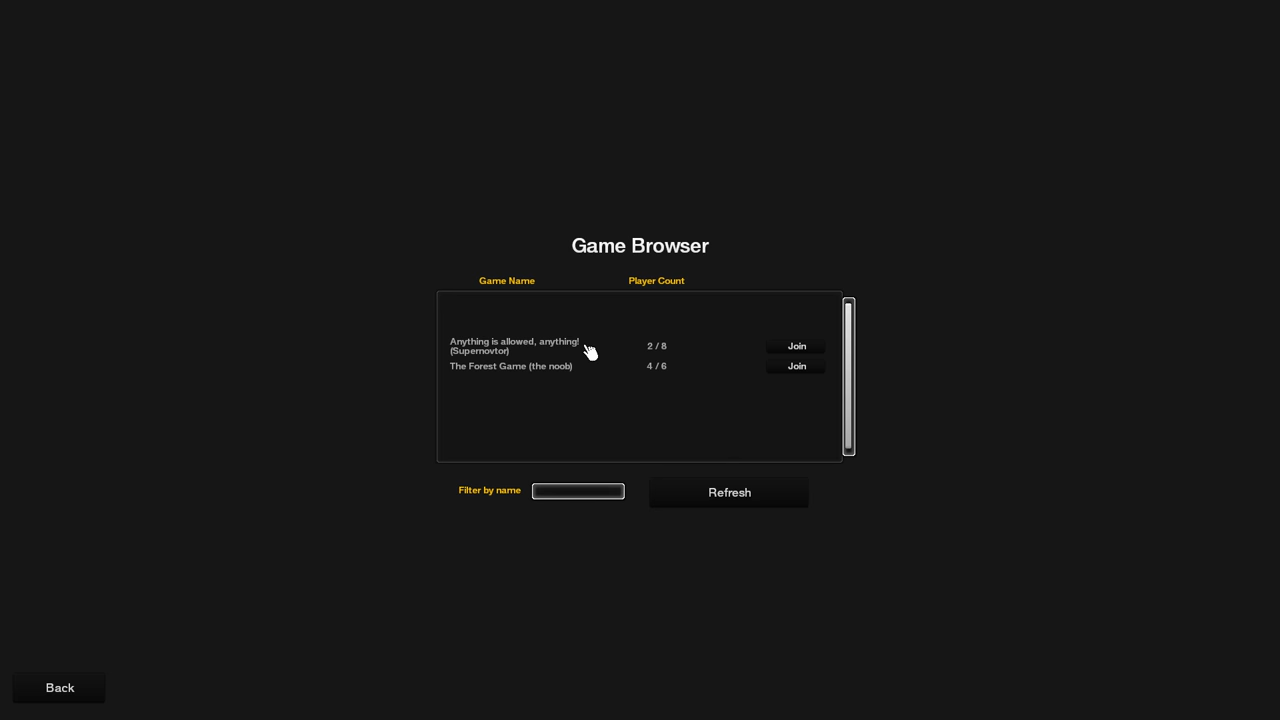 Game Browser
Game Name Player Count
Anything is allowed, anything!
(Supernovtor) 2 / 8 Join
The Forest Game (the noob) 4 / 6 Join
Filter by name Refresh
Back